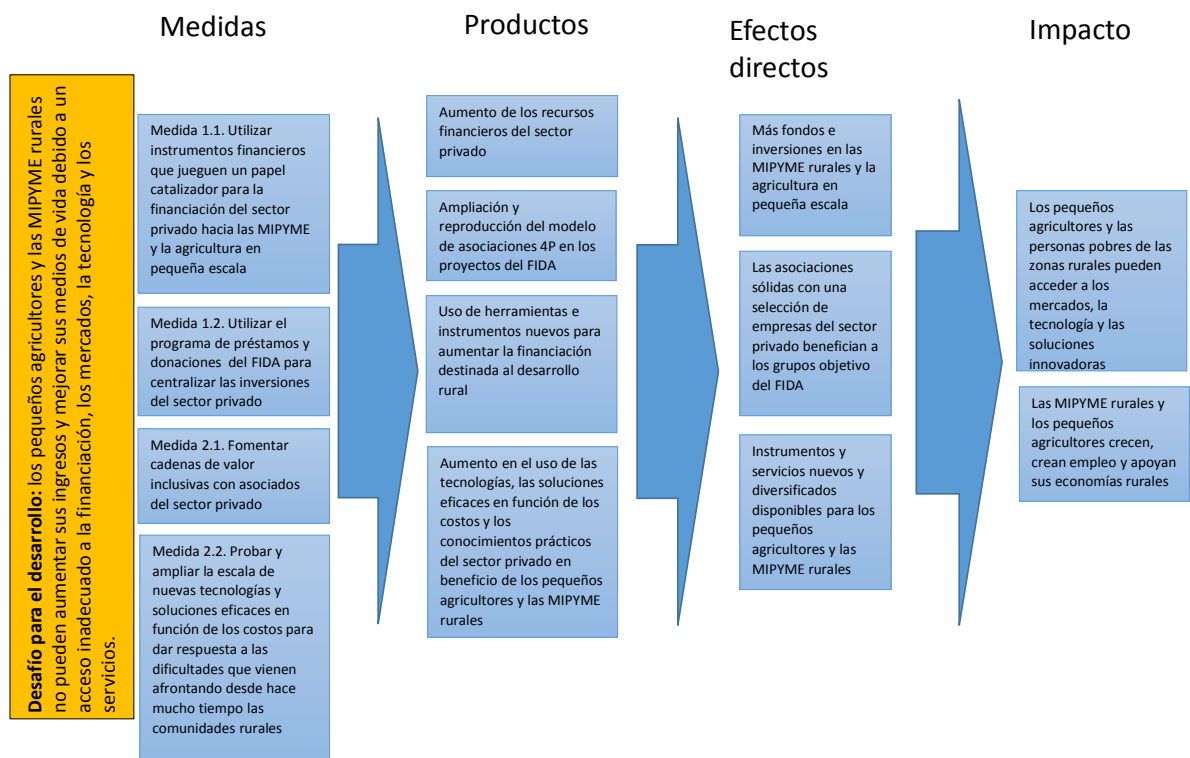 Medidas
Productos
Efectos
directos
Impacto
Desafío para el desarrollo: los pequeños agricultores y las MIPYME rurales
no pueden aumentar sus ingresos y mejorar sus medios de vida debido a un
acceso inadecuado a la financiación, los mercados, la tecnología y los
servicios.
Medida 1.1. Utilizar
instrumentos financieros
que jueguen un papel
catalizador para la
financiación del sector
privado hacia las MIPYME
y la agricultura en
pequeña escala
Medida 1.2. Utilizar el
programa de préstamos y
donaciones del FIDA para
centralizar las inversiones
del sector privado
Medida 2.1. Fomentar
cadenas de valor
inclusivas con asociados
del sector privado
Medida 2.2. Probar y
ampliar la escala de
nuevas tecnologías y
soluciones eficaces en
función de los costos para
dar respuesta a las
dificultades que vienen
afrontando desde hace
mucho tiempo las
comunidades rurales
Aumento de los recursos
financieros del sector
privado
Ampliación y
reproducción del modelo
de asociaciones 4P en los
proyectos del FIDA
Uso de herramientas e
instrumentos nuevos para
aumentar la financiación
destinada al desarrollo
rural
Aumento en el uso de las
tecnologías, las soluciones
eficaces en función de los
costos y los
conocimientos prácticos
del sector privado en
beneficio de los pequeños
agricultores y las MIPYME
rurales
Más fondos e
inversiones en las
MIPYME rurales y la
agricultura en
pequeña escala
Las asociaciones
sólidas con una
selección de
empresas del sector
privado benefician a
los grupos objetivo
del FIDA
Instrumentos y
servicios nuevos y
diversificados
disponibles para los
pequeños
agricultores y las
MIPYME rurales
Los pequeños
agricultores y las
personas pobres de las
zonas rurales pueden
acceder a los
mercados, la
tecnología y las
soluciones
innovadoras
Las MIPYME rurales y
los pequeños
agricultores crecen,
crean empleo y apoyan
sus economías rurales